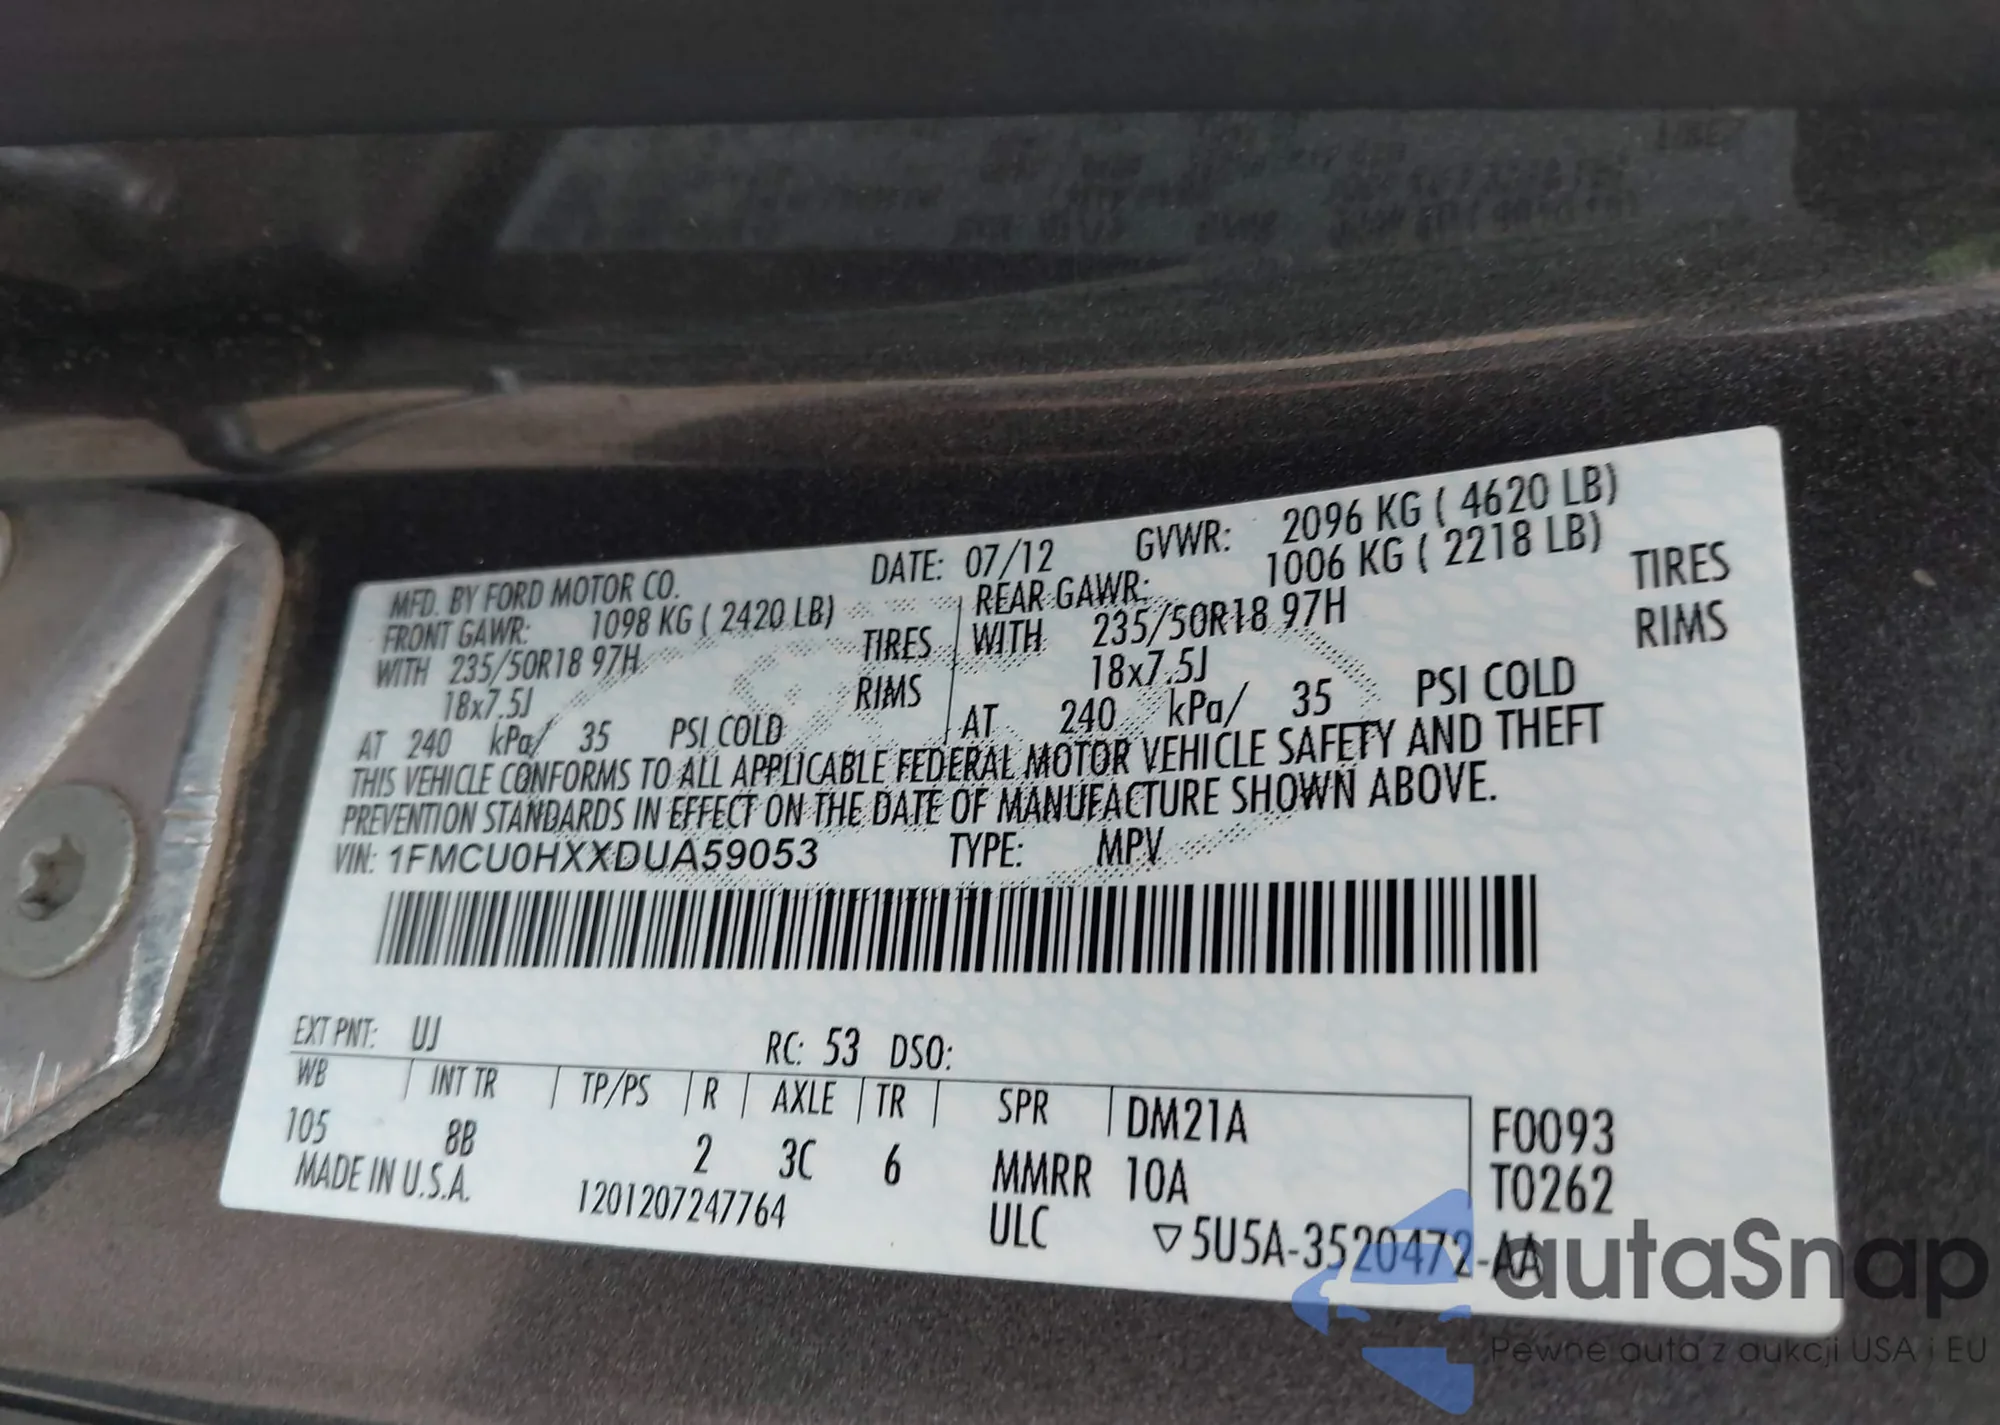 MFD. BY FORD MOTOR CO. DATE: 07/12 GVWR: 2096 KG ( 4620 LB)
FRONT GAWR: 1098 KG ( 2420 LB) REAR GAWR: 1006 KG ( 2218 LB)
WITH 235/50R18 97H TIRES WITH 235/50R18 97H TIRES
18x7.5J RIMS 18x7.5J RIMS
AT 240 kPa/ 35 PSI COLD AT 240 kPa/ 35 PSI COLD
THIS VEHICLE CONFORMS TO ALL APPLICABLE FEDERAL MOTOR VEHICLE SAFETY AND THEFT
PREVENTION STANDARDS IN EFFECT ON THE DATE OF MANUFACTURE SHOWN ABOVE.
VIN: 1FMCU0HXXDUA59053 TYPE: MPV
EXT PNT: UJ RC: 53 DSO:
WB INT TR TP/PS R AXLE TR SPR DM21A F0093
105 8B 2 3C 6 MMRR 10A T0262
MADE IN U.S.A. 1201207247764 ULC ▽5U5A-3520472-AA
autaSnap
Pewne auta z aukcji USA i EU